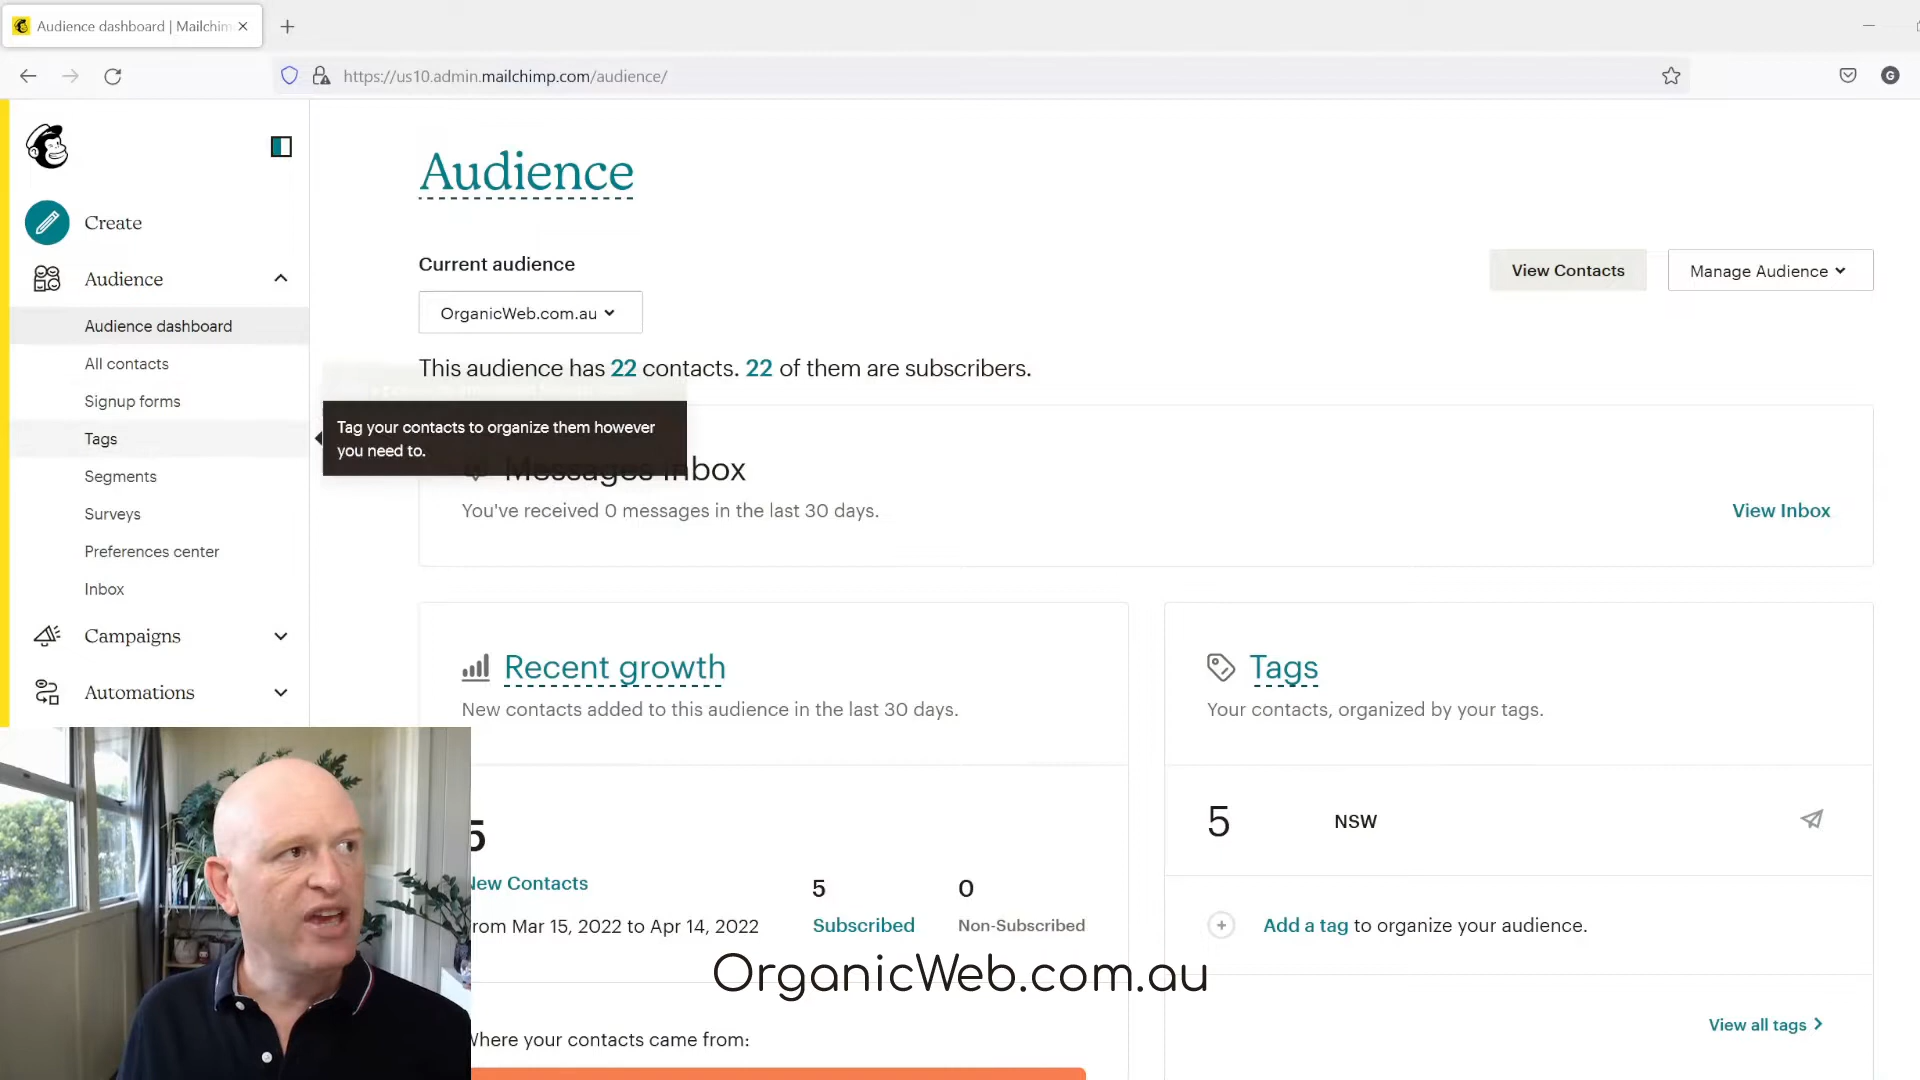 Audience dashboard | Mailchim
https://us10.admin.mailchimp.com/audience/
G
Create
Audience
Audience dashboard
All contacts
Signup forms
Tags
Segments
Surveys
Preferences center
Inbox
Campaigns
Automations
Audience
Current audience
OrganicWeb.com.au
View Contacts
Manage Audience
This audience has 22 contacts. 22 of them are subscribers.
Tag your contacts to organize them however
you need to.
Messages Inbox
You've received 0 messages in the last 30 days.
View Inbox
Recent growth
New contacts added to this audience in the last 30 days.
5
New Contacts
From Mar 15, 2022 to Apr 14, 2022
5
Subscribed
0
Non-Subscribed
Where your contacts came from:
Tags
Your contacts, organized by your tags.
5 NSW
Add a tag to organize your audience.
View all tags
OrganicWeb.com.au